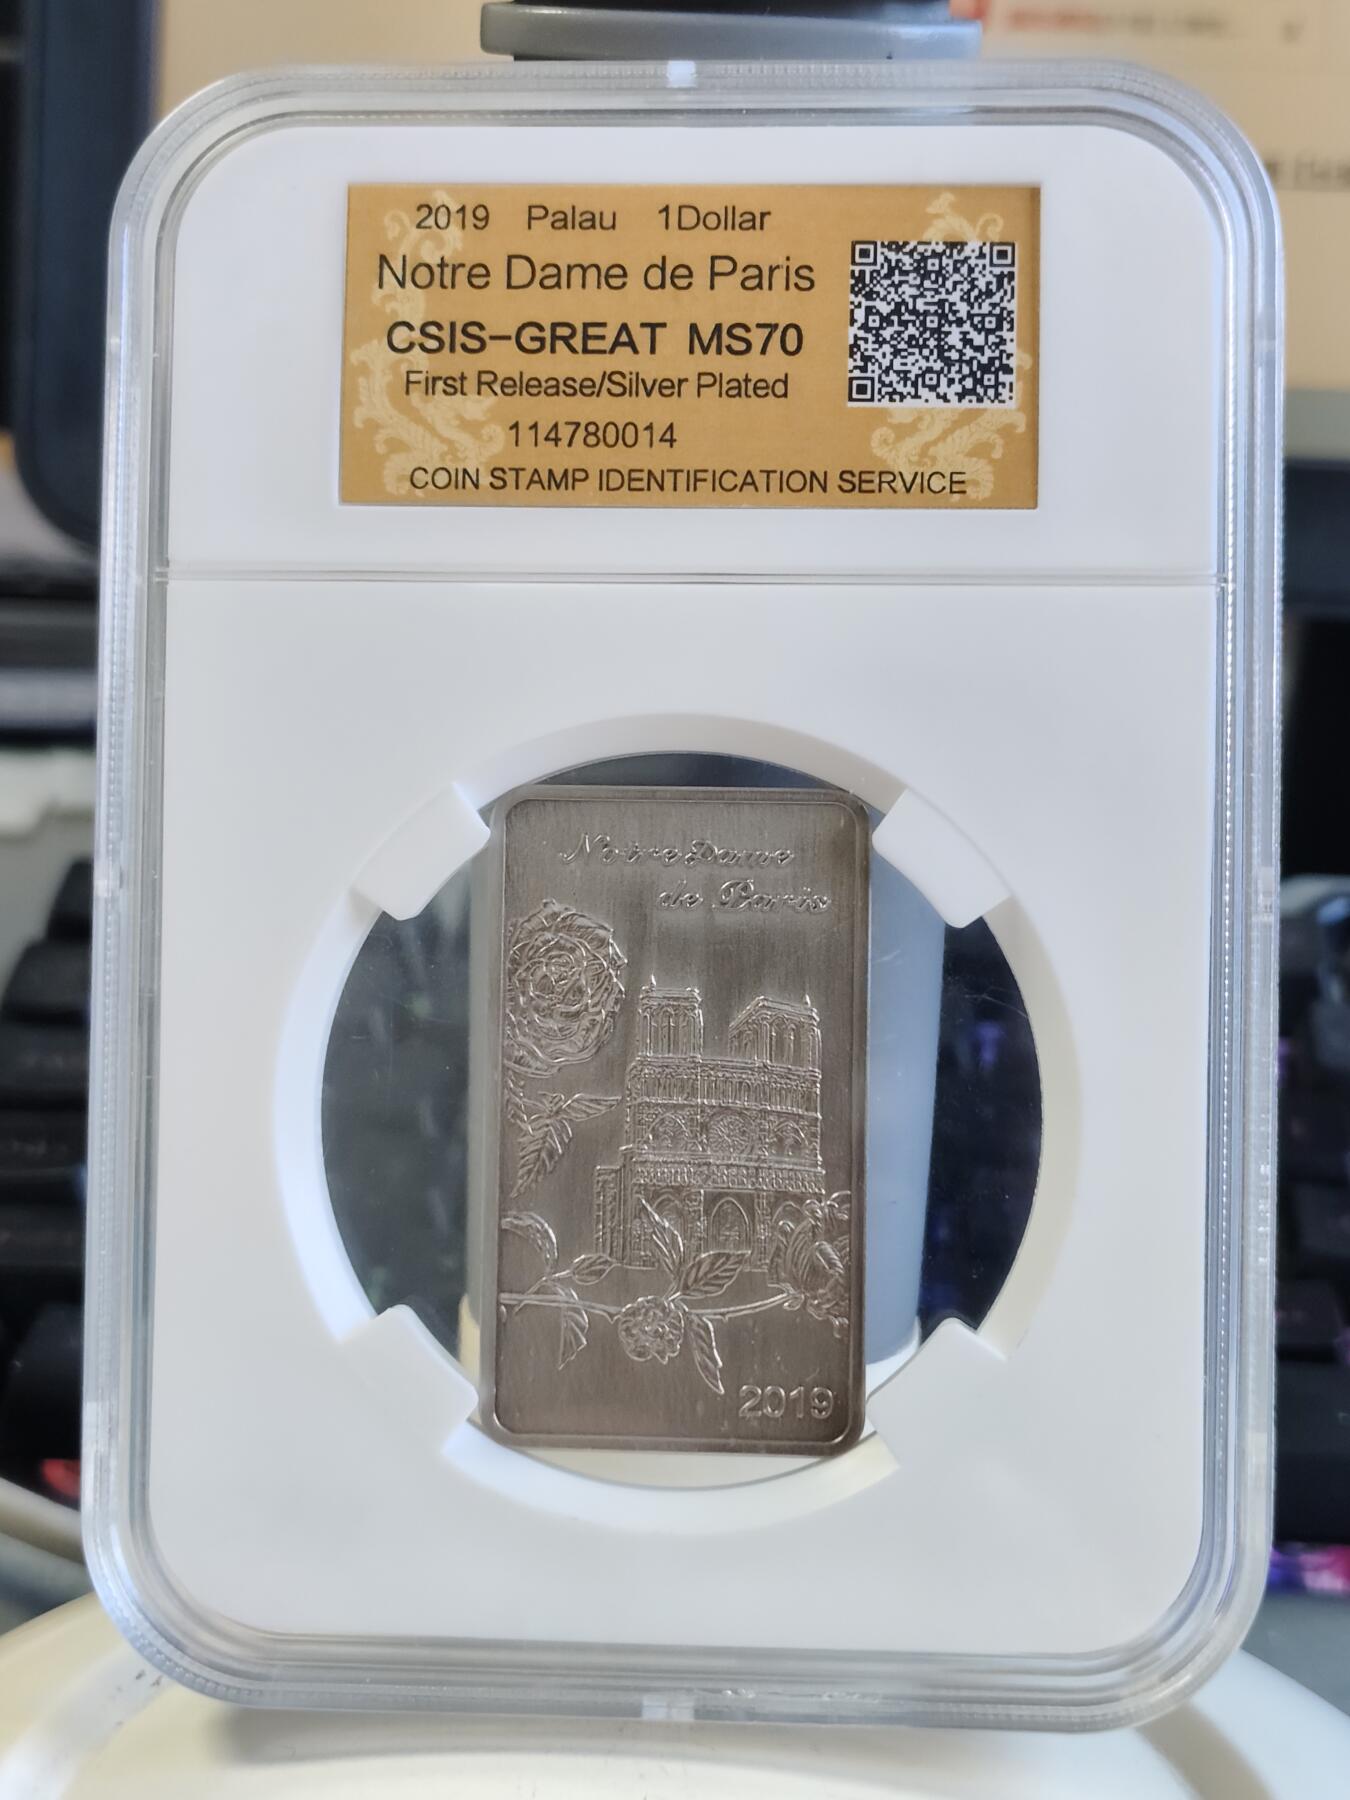 2019 Palau 1Dollar
Notre Dame de Paris
CSIS-GREAT MS70
First Release/Silver Plated
114780014
COIN STAMP IDENTIFICATION SERVICE
Notre Dame
de Paris
2019